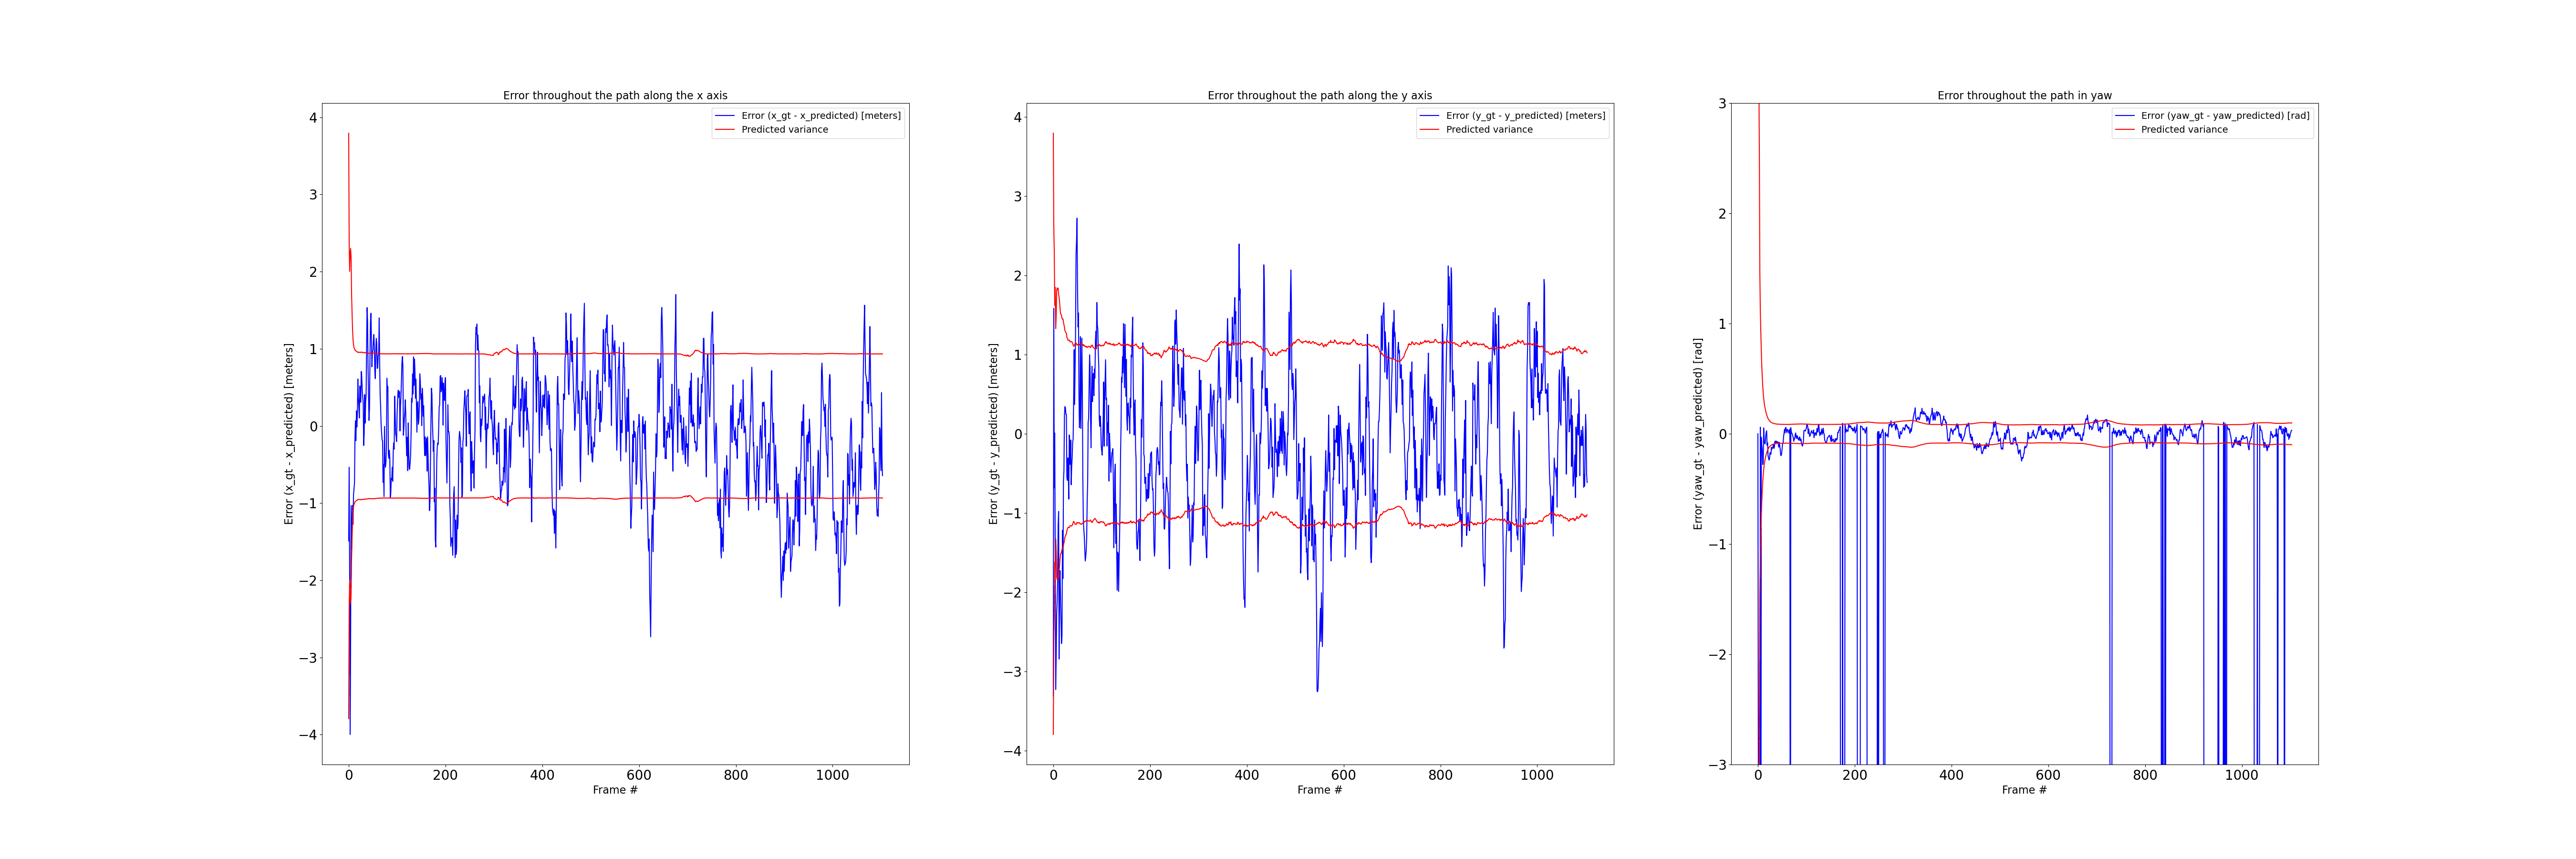 Error throughout the path along the x axis
Error (x_gt - x_predicted) [meters]
Predicted variance
4
3
2
1
0
−1
−2
−3
−4
Error (x_gt - x_predicted) [meters]
0 200 400 600 800 1000
Frame #
Error throughout the path along the y axis
Error (y_gt - y_predicted) [meters]
Predicted variance
4
3
2
1
0
−1
−2
−3
−4
Error (y_gt - y_predicted) [meters]
0 200 400 600 800 1000
Frame #
Error throughout the path in yaw
Error (yaw_gt - yaw_predicted) [rad]
Predicted variance
3
2
1
0
−1
−2
−3
Error (yaw_gt - yaw_predicted) [rad]
0 200 400 600 800 1000
Frame #